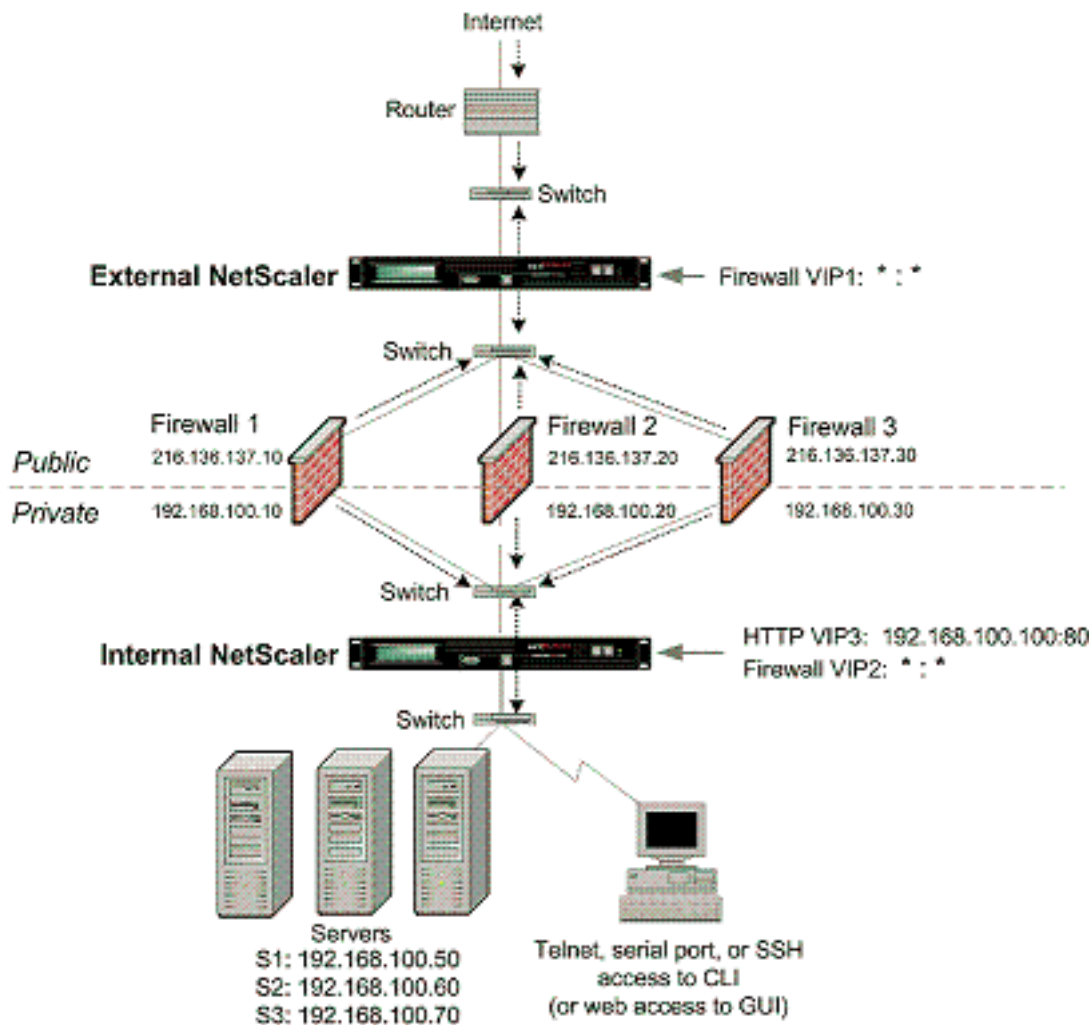 Internet
Router
Switch
External NetScaler
Firewall VIP1: * : *
Switch
Firewall 1
Firewall 2
Firewall 3
Public
216.136.137.10
216.136.137.20
216.136.137.30
Private
192.168.100.10
192.168.100.20
192.168.100.30
Switch
Internal NetScaler
HTTP VIP3: 192.168.100.100:80
Firewall VIP2: * : *
Switch
Servers
S1: 192.168.100.50
S2: 192.168.100.60
S3: 192.168.100.70
Telnet, serial port, or SSH
access to CLI
(or web access to GUI)